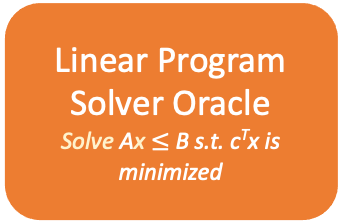 Linear Program
Solver Oracle
Solve Ax ≤ B s.t. cᵀx is
minimized